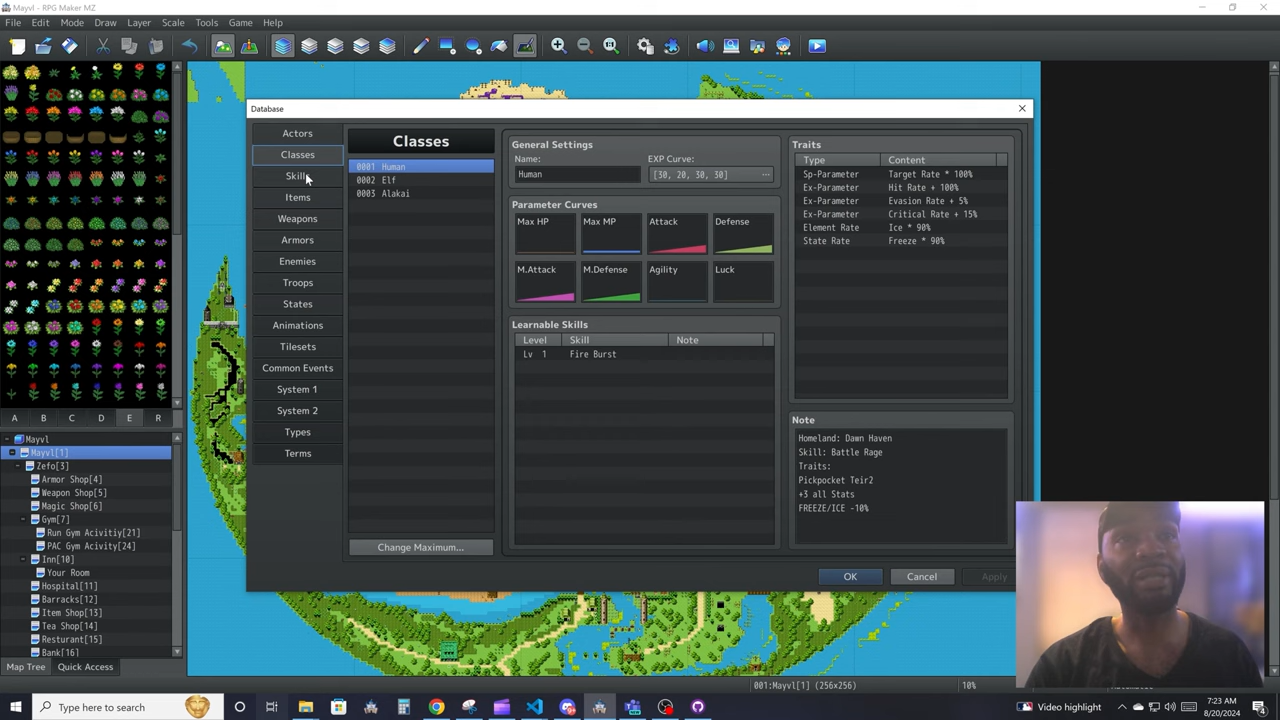 Mayvl - RPG Maker MZ
File Edit Mode Draw Layer Scale Tools Game Help
Database
Actors
Classes
Skills
Items
Weapons
Armors
Enemies
Troops
States
Animations
Tilesets
Common Events
System 1
System 2
Types
Terms
Classes
0001 Human
0002 Elf
0003 Alakai
Change Maximum...
General Settings
Name: EXP Curve:
Human [30, 20, 30, 30] ...
Parameter Curves
Max HP Max MP Attack Defense
M.Attack M.Defense Agility Luck
Learnable Skills
Level Skill Note
Lv 1 Fire Burst
Traits
Type Content
Sp-Parameter Target Rate * 100%
Ex-Parameter Hit Rate + 100%
Ex-Parameter Evasion Rate + 5%
Ex-Parameter Critical Rate + 15%
Element Rate Ice * 90%
State Rate Freeze * 90%
Note
Homeland: Dawn Haven
Skill: Battle Rage
Traits:
Pickpocket Teir2
+3 all Stats
FREEZE/ICE -10%
OK Cancel Apply
A B C D E R
Mayvl
Mayvl[1]
Zefo[3]
Armor Shop[4]
Weapon Shop[5]
Magic Shop[6]
Gym[7]
Run Gym Acivitiy[21]
PAC Gym Acivity[24]
Inn[10]
Your Room
Hospital[11]
Barracks[12]
Item Shop[13]
Tea Shop[14]
Resturant[15]
Bank[16]
Map Tree Quick Access
001:Mayvl[1] (256x256) 10%
Type here to search
Video highlight
7:23 AM
8/20/2024
4